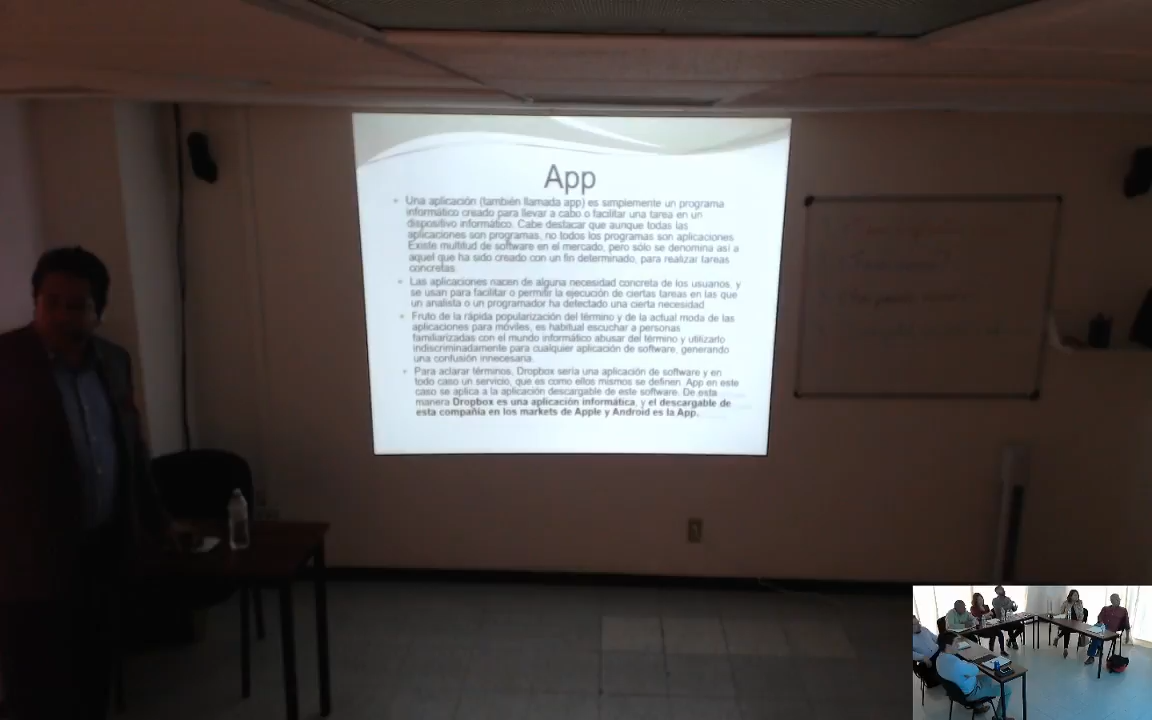 App
Una aplicación (también llamada app) es simplemente un programa
informático creado para llevar a cabo o facilitar una tarea en un
dispositivo informático. Cabe destacar que aunque todas las
aplicaciones son programas, no todos los programas son aplicaciones.
Existe multitud de software en el mercado, pero sólo se denomina así a
aquel que ha sido creado con un fin determinado, para realizar tareas
concretas.
Las aplicaciones nacen de alguna necesidad concreta de los usuarios, y
se usan para facilitar o permitir la ejecución de ciertas tareas en las que
un analista o un programador ha detectado una cierta necesidad.
Fruto de la rápida popularización del término y de la actual moda de las
aplicaciones para móviles, es habitual escuchar a personas
familiarizadas con el mundo informático abusar del término y utilizarlo
indiscriminadamente para cualquier aplicación de software, generando
una confusión innecesaria.
Para aclarar términos, Dropbox sería una aplicación de software y en
todo caso un servicio, que es como ellos mismos se definen. App en este
caso se aplica a la aplicación descargable de este software. De esta
manera Dropbox es una aplicación informática, y el descargable de
esta compañía en los markets de Apple y Android es la App.